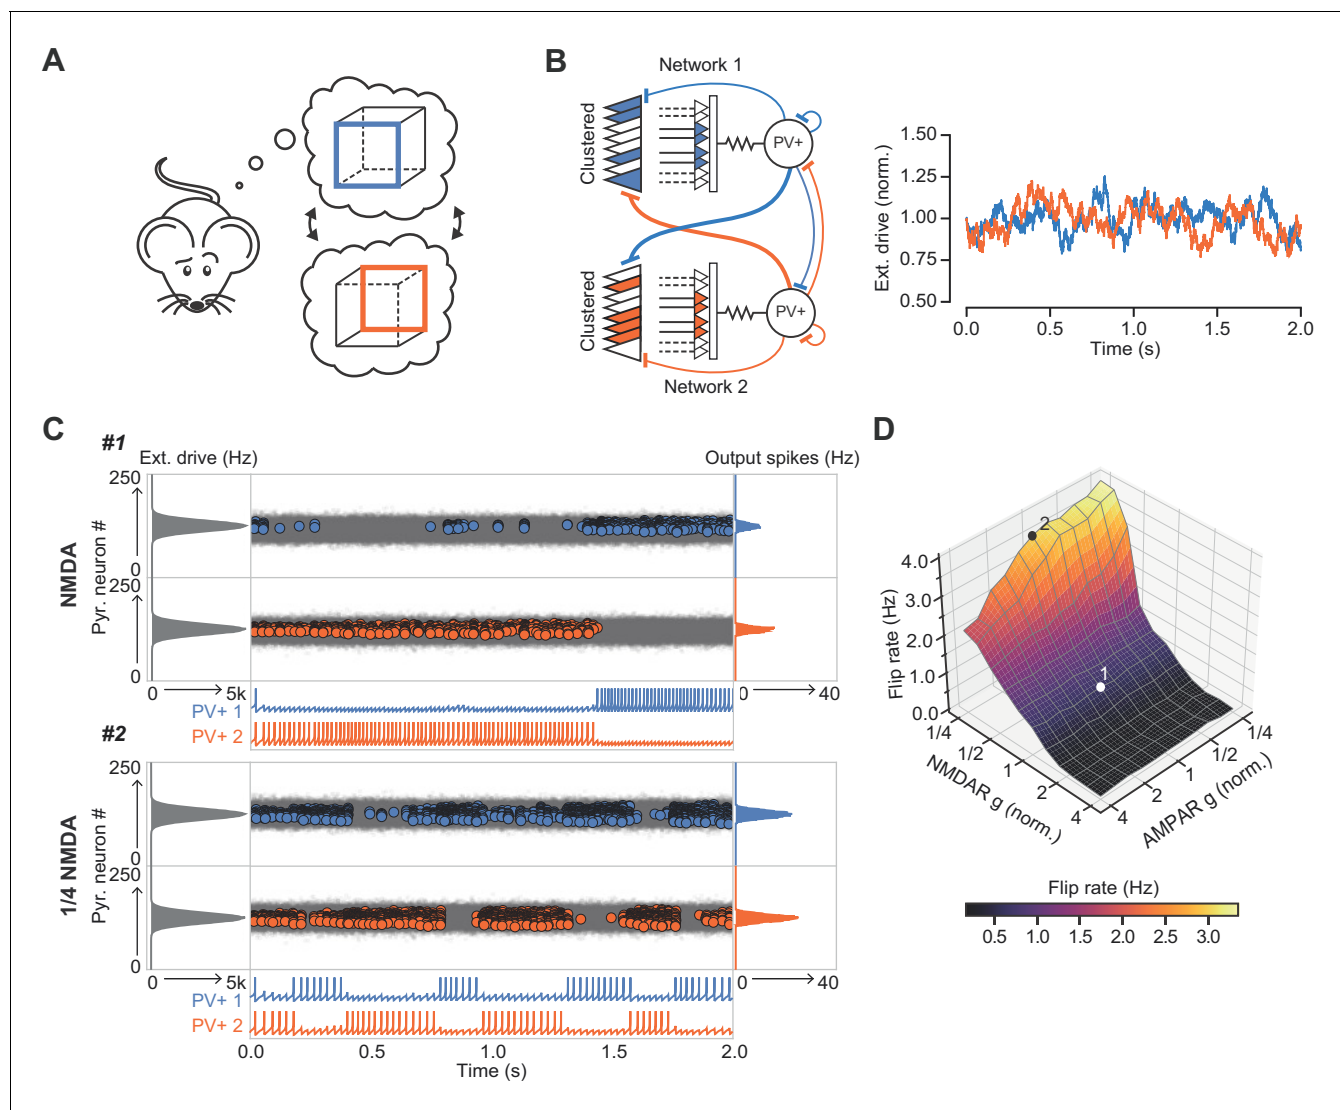 A
B
Network 1
Clustered
PV+
Clustered
PV+
Network 2
Ext. drive (norm.)
1.50
1.25
1.00
0.75
0.50
0.0 0.5 1.0 1.5 2.0
Time (s)
C
#1
Ext. drive (Hz)
Output spikes (Hz)
NMDA
Pyr. neuron #
250
0
250
0
0 5k
0 40
PV+ 1
PV+ 2
#2
1/4 NMDA
Pyr. neuron #
250
0
250
0
0 5k
0 40
PV+ 1
PV+ 2
0.0 0.5 1.0 1.5 2.0
Time (s)
D
2
1
Flip rate (Hz)
4.0
3.0
2.0
1.0
0.0
1/4 1/2 1 2 4
NMDAR g (norm.)
4 2 1 1/2 1/4
AMPAR g (norm.)
Flip rate (Hz)
0.5 1.0 1.5 2.0 2.5 3.0